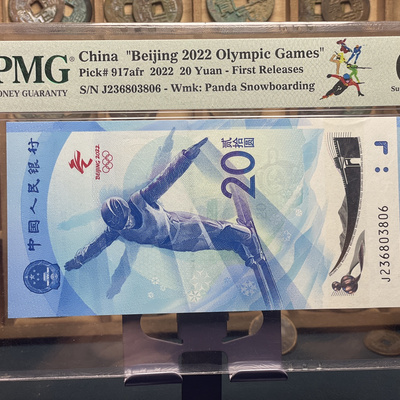 PMG
MONEY GUARANTY
China "Beijing 2022 Olympic Games"
Pick# 917afr 2022 20 Yuan - First Releases
S/N J236803806 - Wmk: Panda Snowboarding
中国人民银行
BEIJING 2022
贰拾圆
20
J236803806